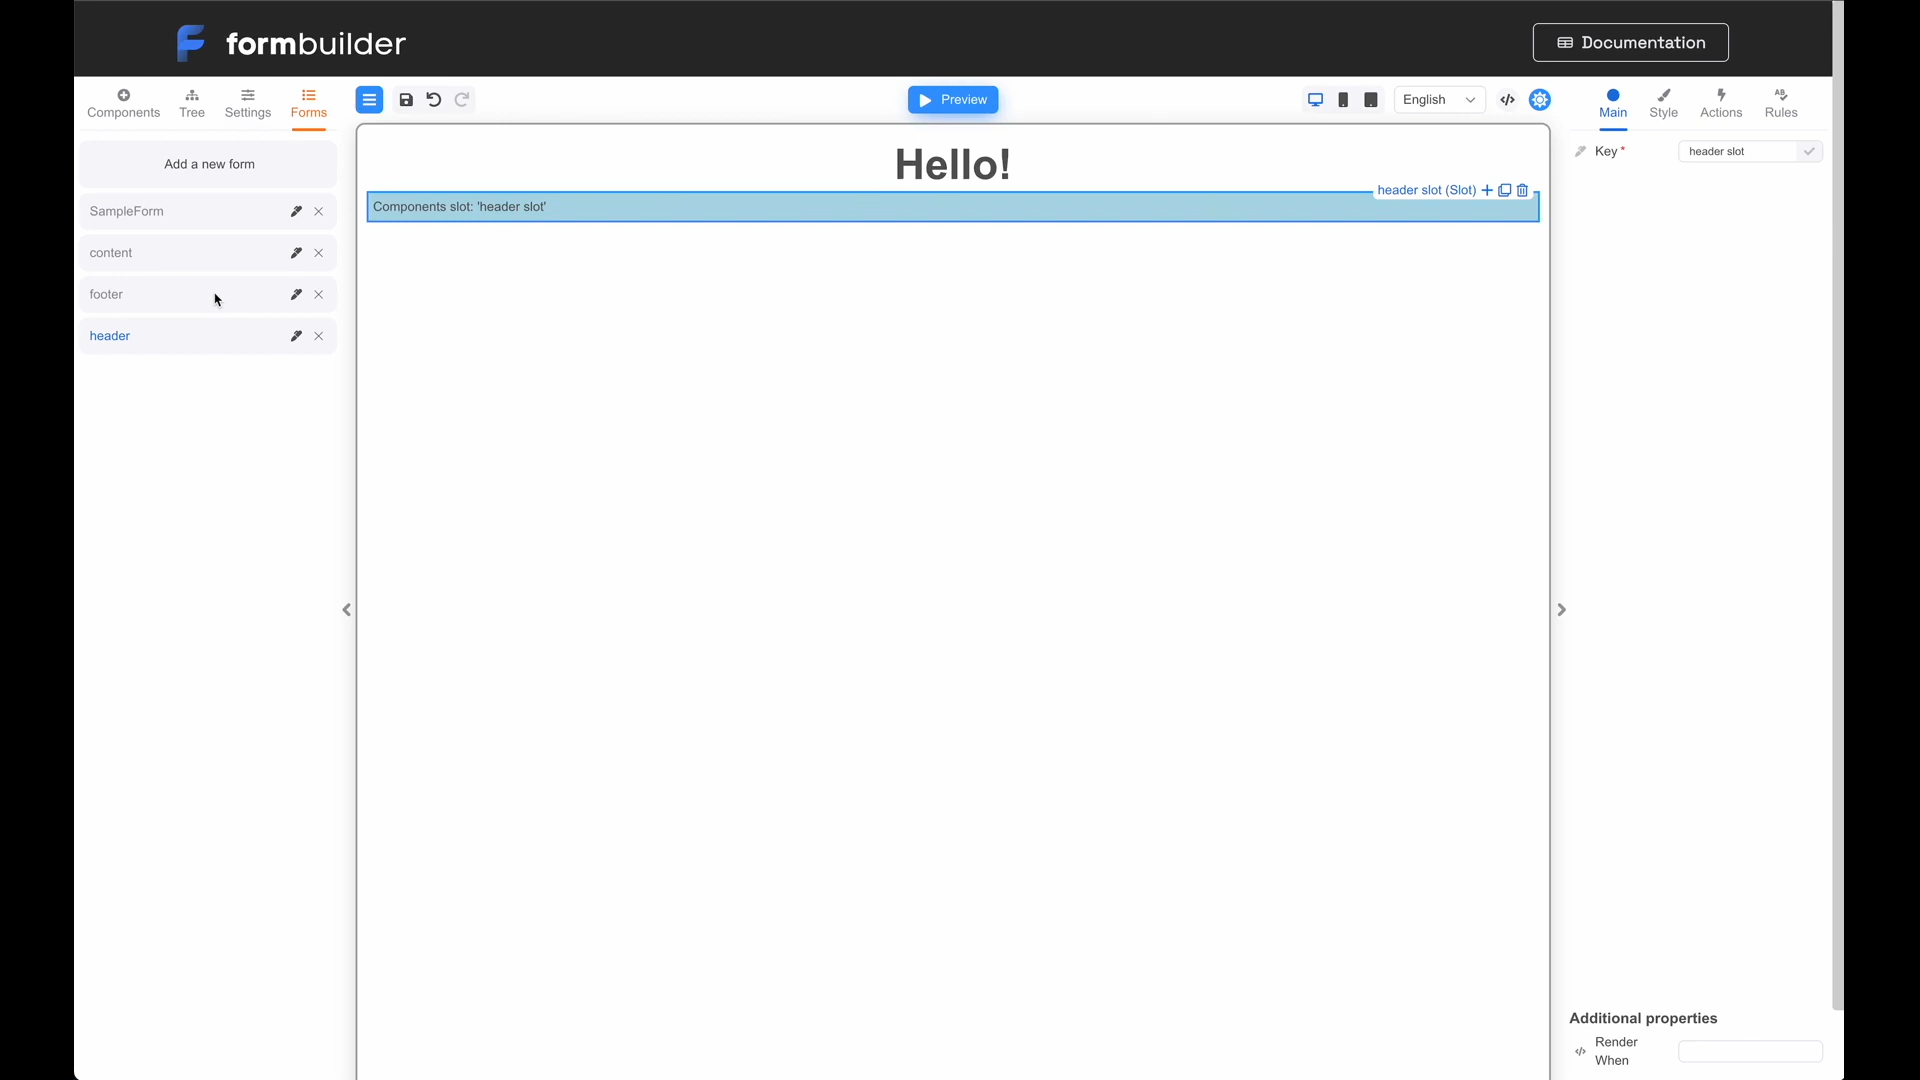 formbuilder
Documentation
Components
Tree
Settings
Forms
Preview
English
Main
Style
Actions
Rules
Add a new form
SampleForm
content
footer
header
Hello!
header slot (Slot)
Components slot: 'header slot'
Key *
header slot
Additional properties
Render
When